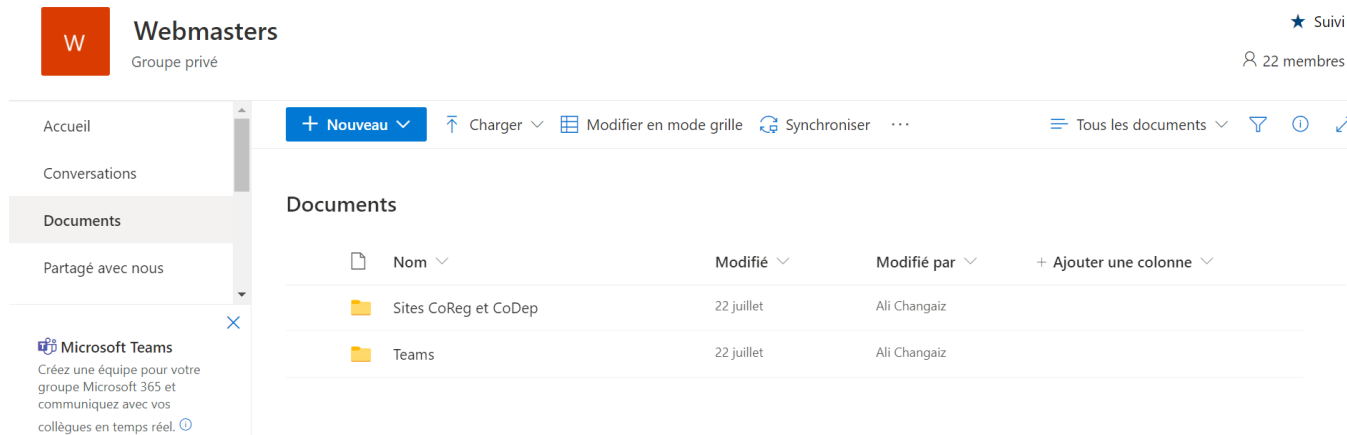 W
Webmasters
Groupe privé
Suivi
22 membres
Accueil
Conversations
Documents
Partagé avec nous
Microsoft Teams
Créez une équipe pour votre
groupe Microsoft 365 et
communiquez avec vos
collègues en temps réel.
+ Nouveau
Charger
Modifier en mode grille
Synchroniser
...
Tous les documents
Documents
Nom
Modifié
Modifié par
+ Ajouter une colonne
Sites CoReg et CoDep
22 juillet
Ali Changaiz
Teams
22 juillet
Ali Changaiz